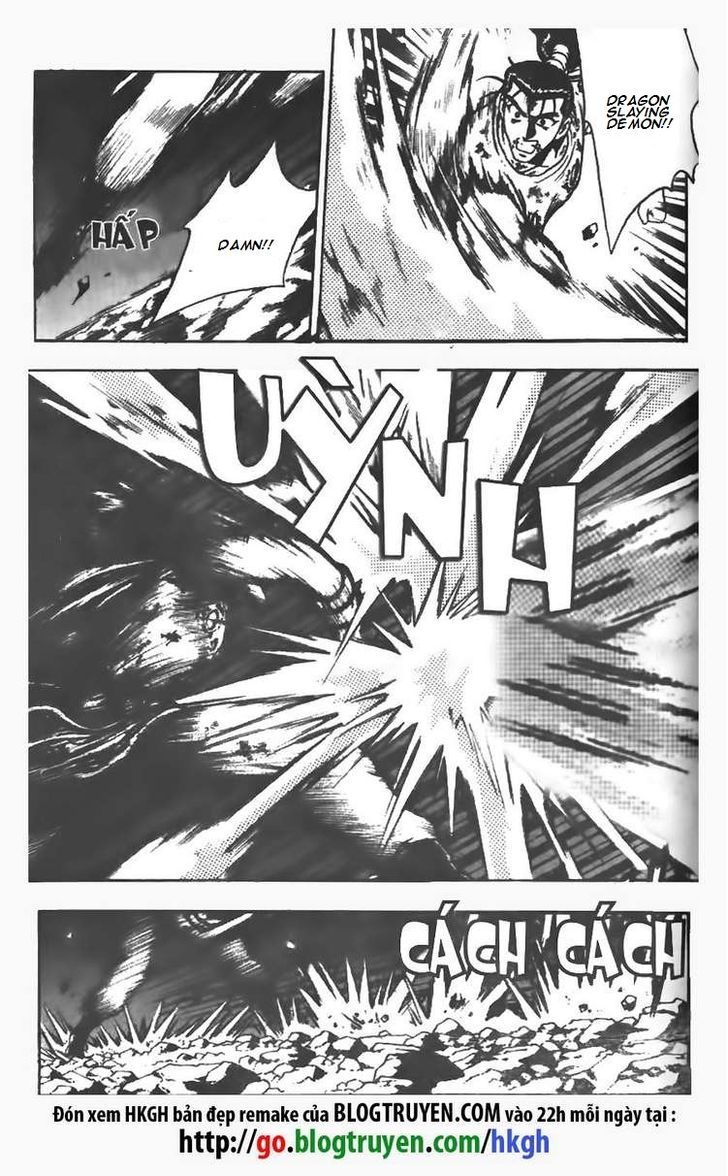 DRAGON
SLAYING
DEMON!!
DAMN!!
HẤP
UỲNH
CÁCH CÁCH
Đón xem HKGH bản đẹp remake của BLOGTRUYEN.COM vào 22h mỗi ngày tại :
http://go.blogtruyen.com/hkgh